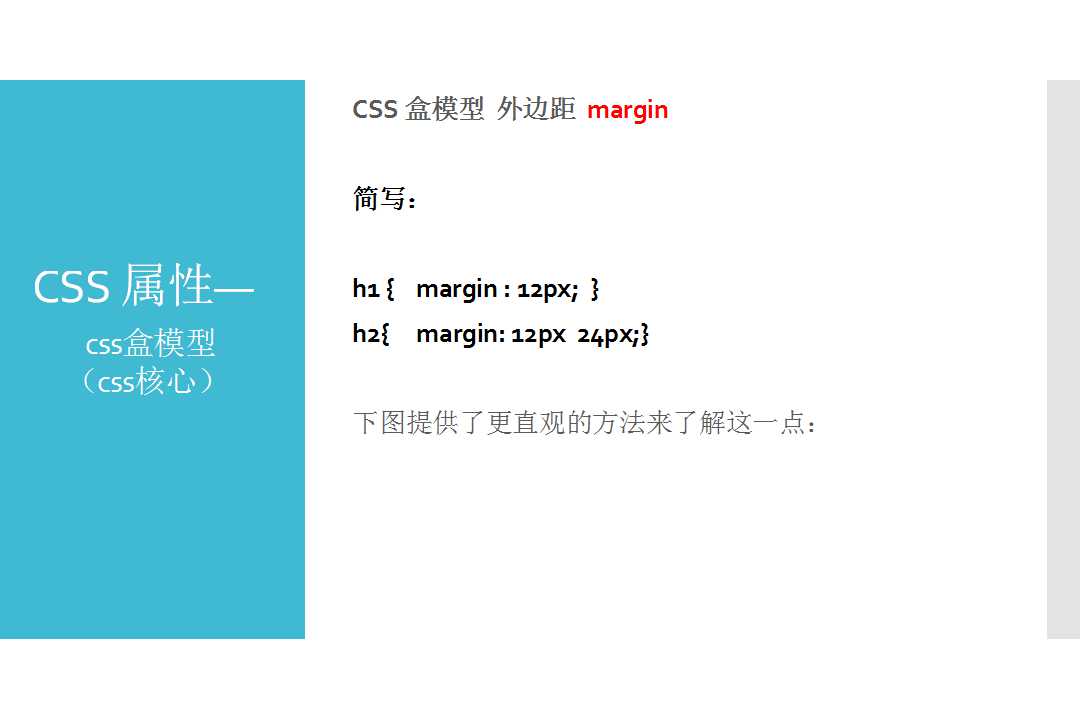 CSS 属性—
css盒模型
（css核心）
CSS 盒模型 外边距 margin
简写：
h1 { margin : 12px; }
h2{ margin: 12px 24px;}
下图提供了更直观的方法来了解这一点：